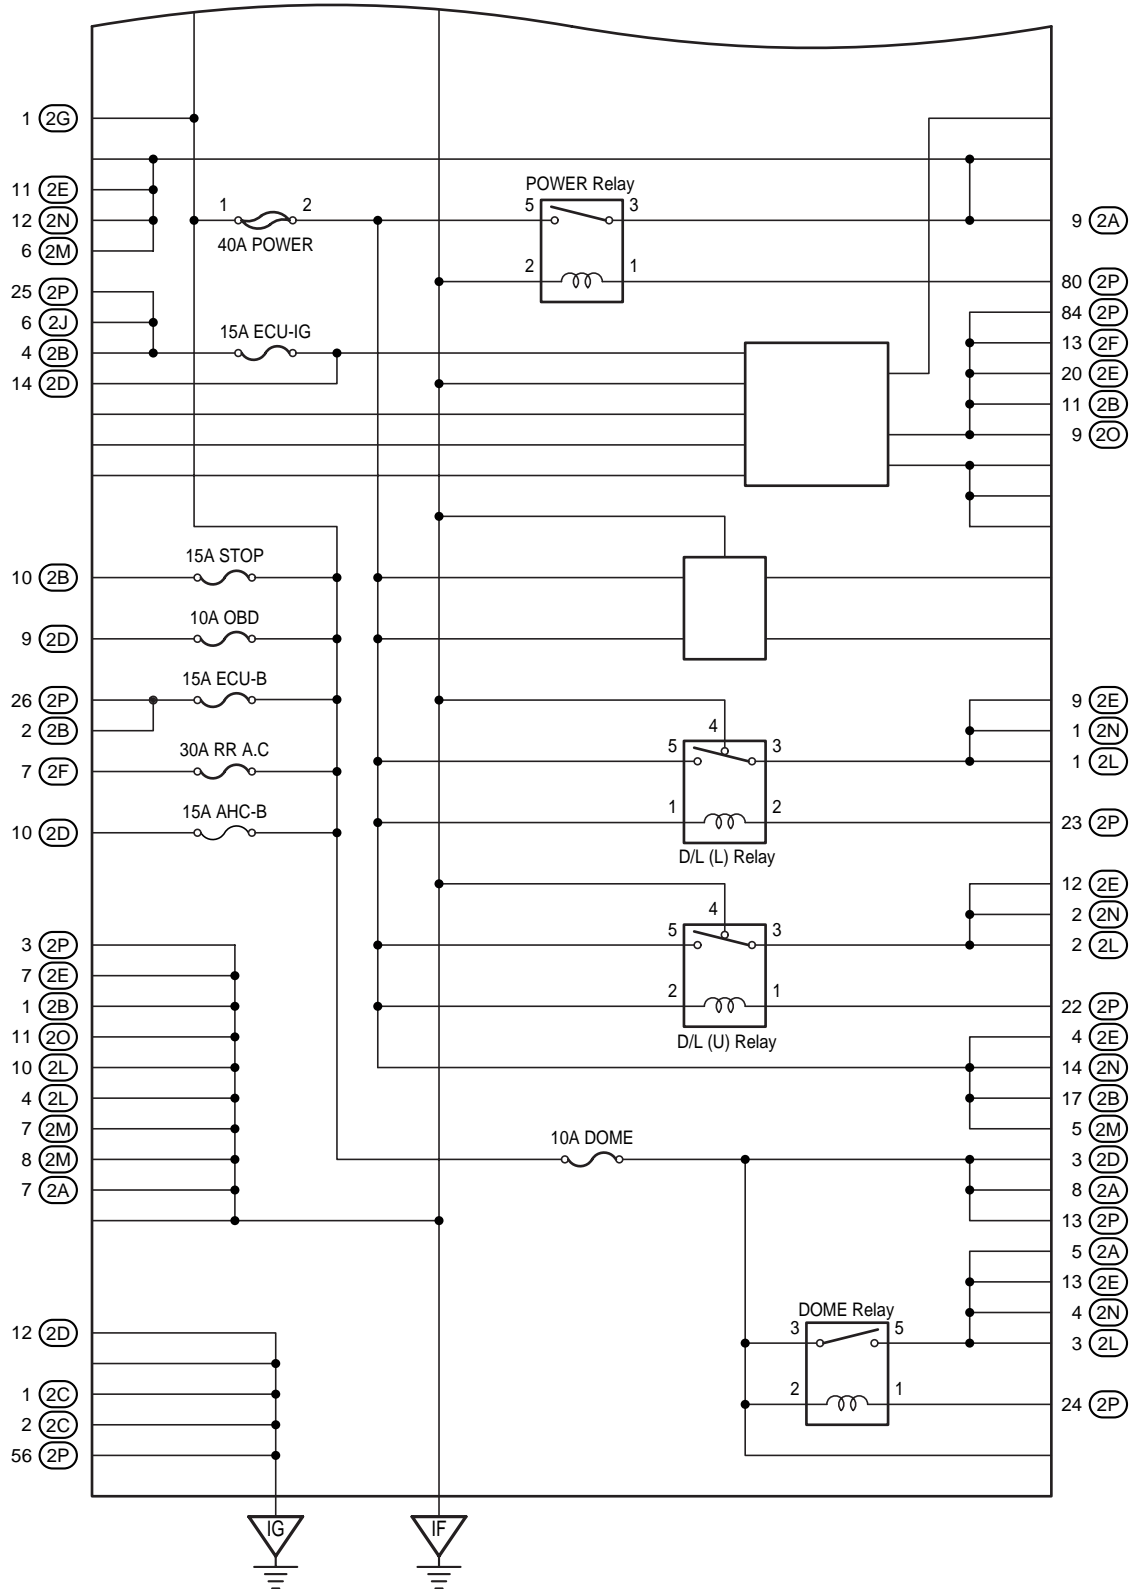 1 2G
11 2E
12 2N
6 2M
25 2P
6 2J
4 2B
14 2D
1 2
40A POWER
15A ECU-IG
POWER Relay
5 3
2 1
9 2A
80 2P
84 2P
13 2F
20 2E
11 2B
9 2O
15A STOP
10 2B
10A OBD
9 2D
15A ECU-B
26 2P
2 2B
30A RR A.C
7 2F
15A AHC-B
10 2D
4
5 3
1 2
D/L (L) Relay
9 2E
1 2N
1 2L
23 2P
4
5 3
2 1
D/L (U) Relay
12 2E
2 2N
2 2L
22 2P
4 2E
14 2N
17 2B
5 2M
3 2P
7 2E
1 2B
11 2O
10 2L
4 2L
7 2M
8 2M
7 2A
10A DOME
3 2D
8 2A
13 2P
5 2A
13 2E
4 2N
3 2L
DOME Relay
3 5
2 1
24 2P
12 2D
1 2C
2 2C
56 2P
IG IF